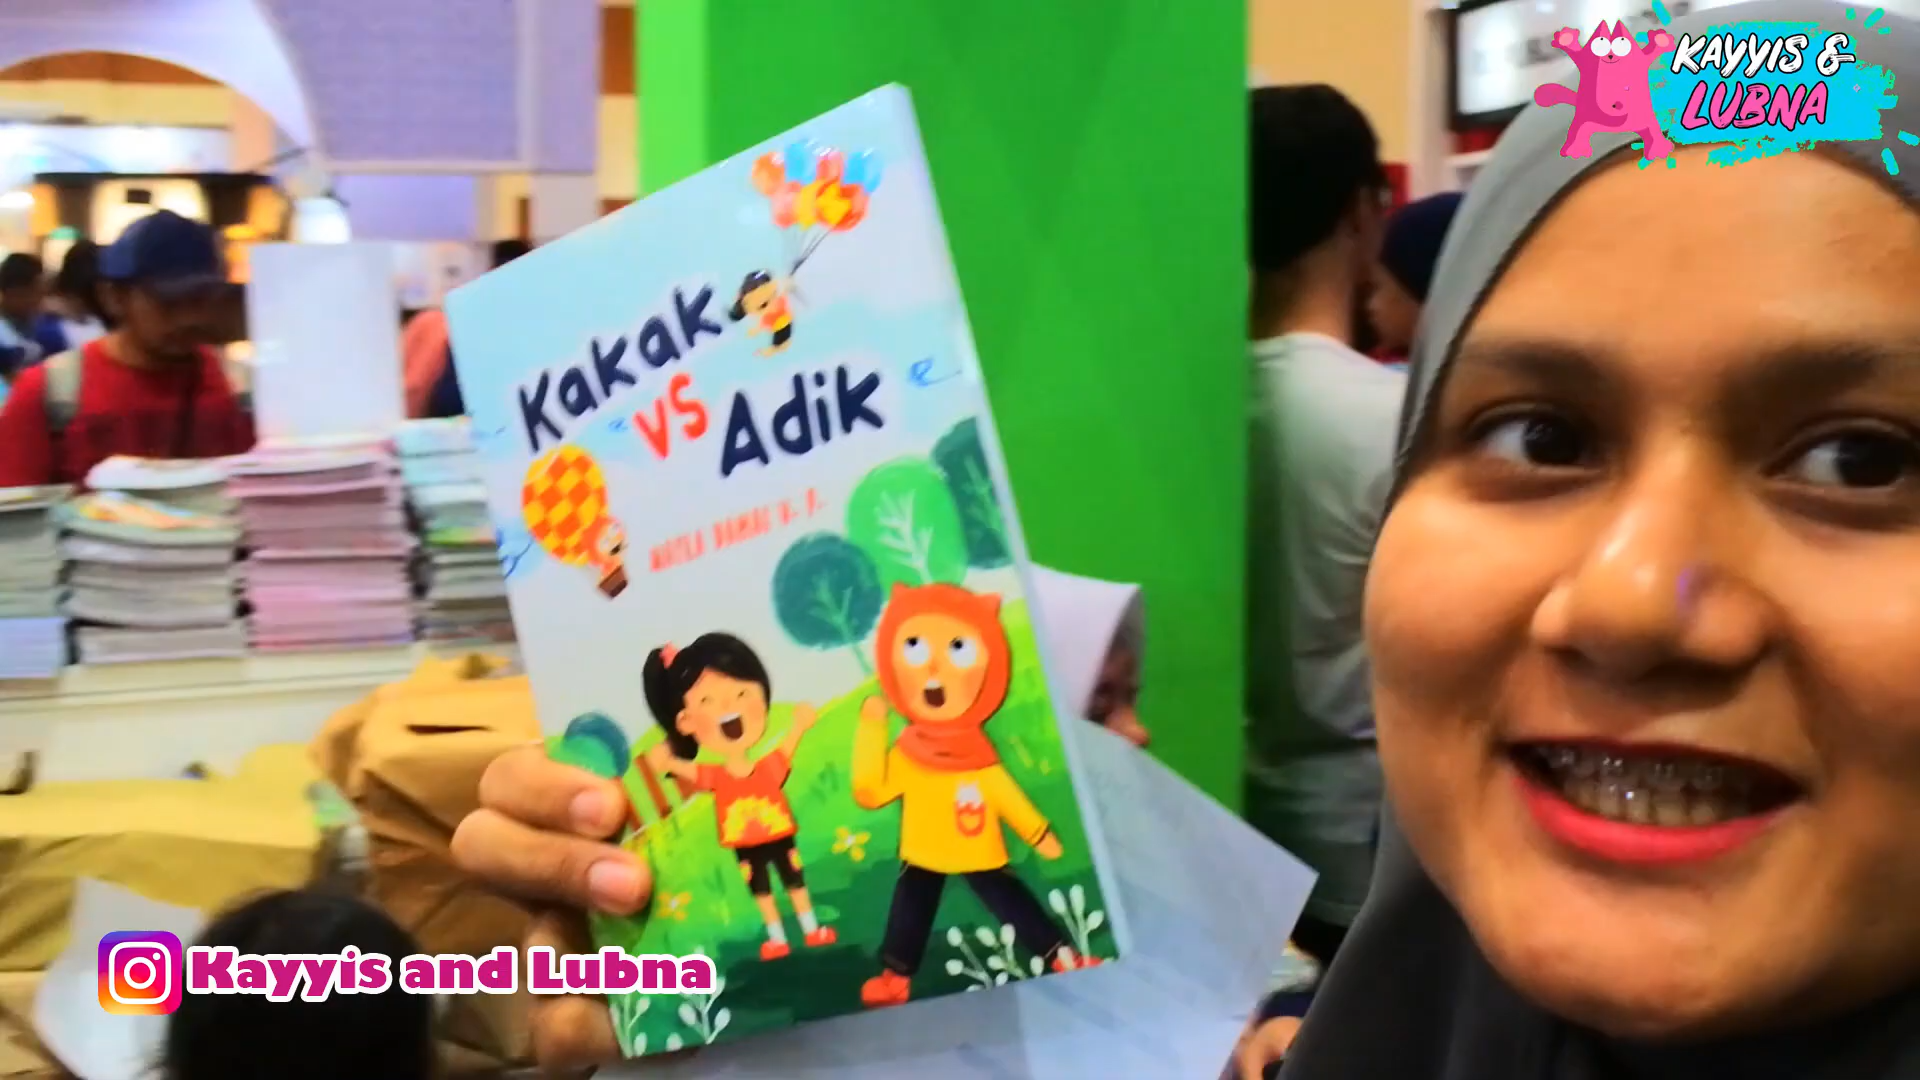 KAYYIS &
LUBNA
Kakak
vs
Adik
Kayyis and Lubna